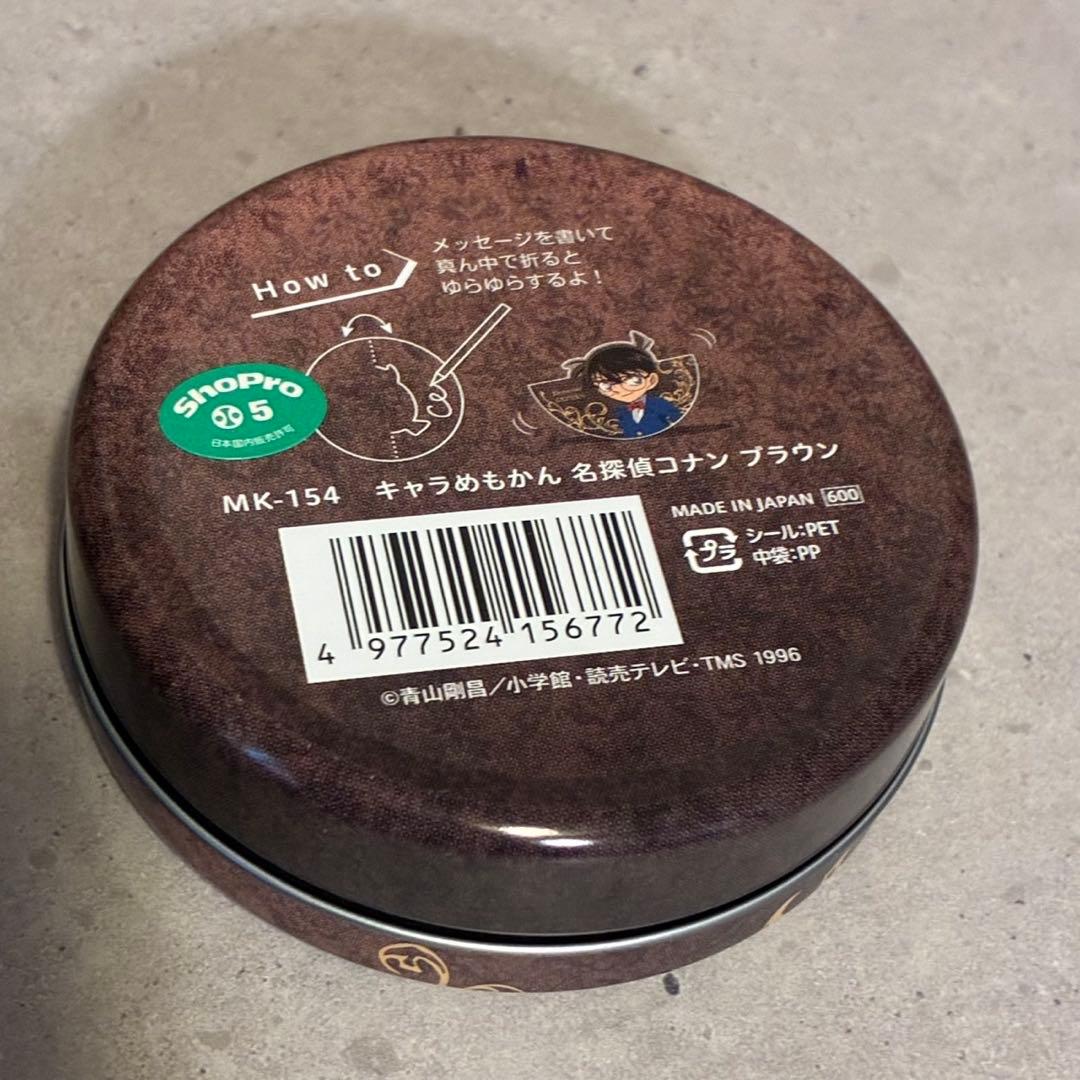 How to
メッセージを書いて
真ん中で折ると
ゆらゆらするよ！
ShoPro
5
日本国内販売許可
MK-154 キャラめもかん 名探偵コナン ブラウン
MADE IN JAPAN 600
プラ
シール:PET
中袋:PP
4 977524 156772
©青山剛昌／小学館・読売テレビ・TMS 1996